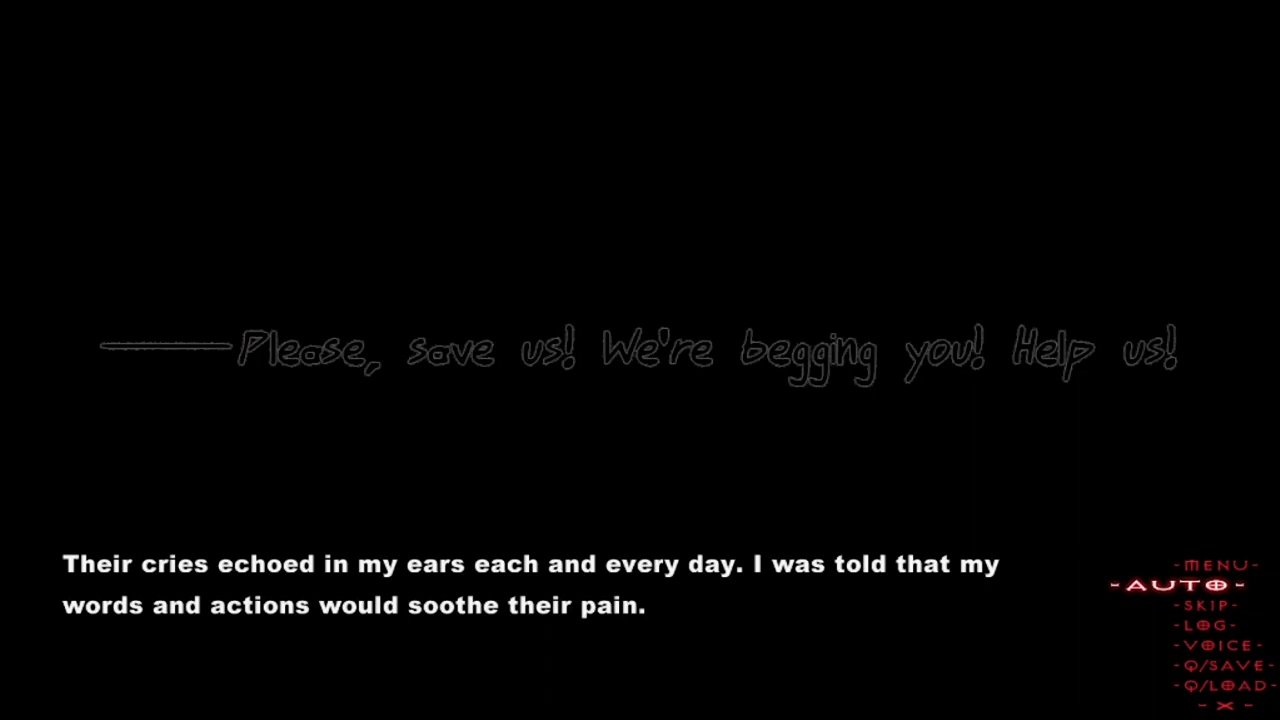 ———Please, save us! We're begging you! Help us!
Their cries echoed in my ears each and every day. I was told that my
words and actions would soothe their pain.
-MENU-
-AUTO-
-SKIP-
-LOG-
-VOICE-
-Q/SAVE-
-Q/LOAD-
-X-